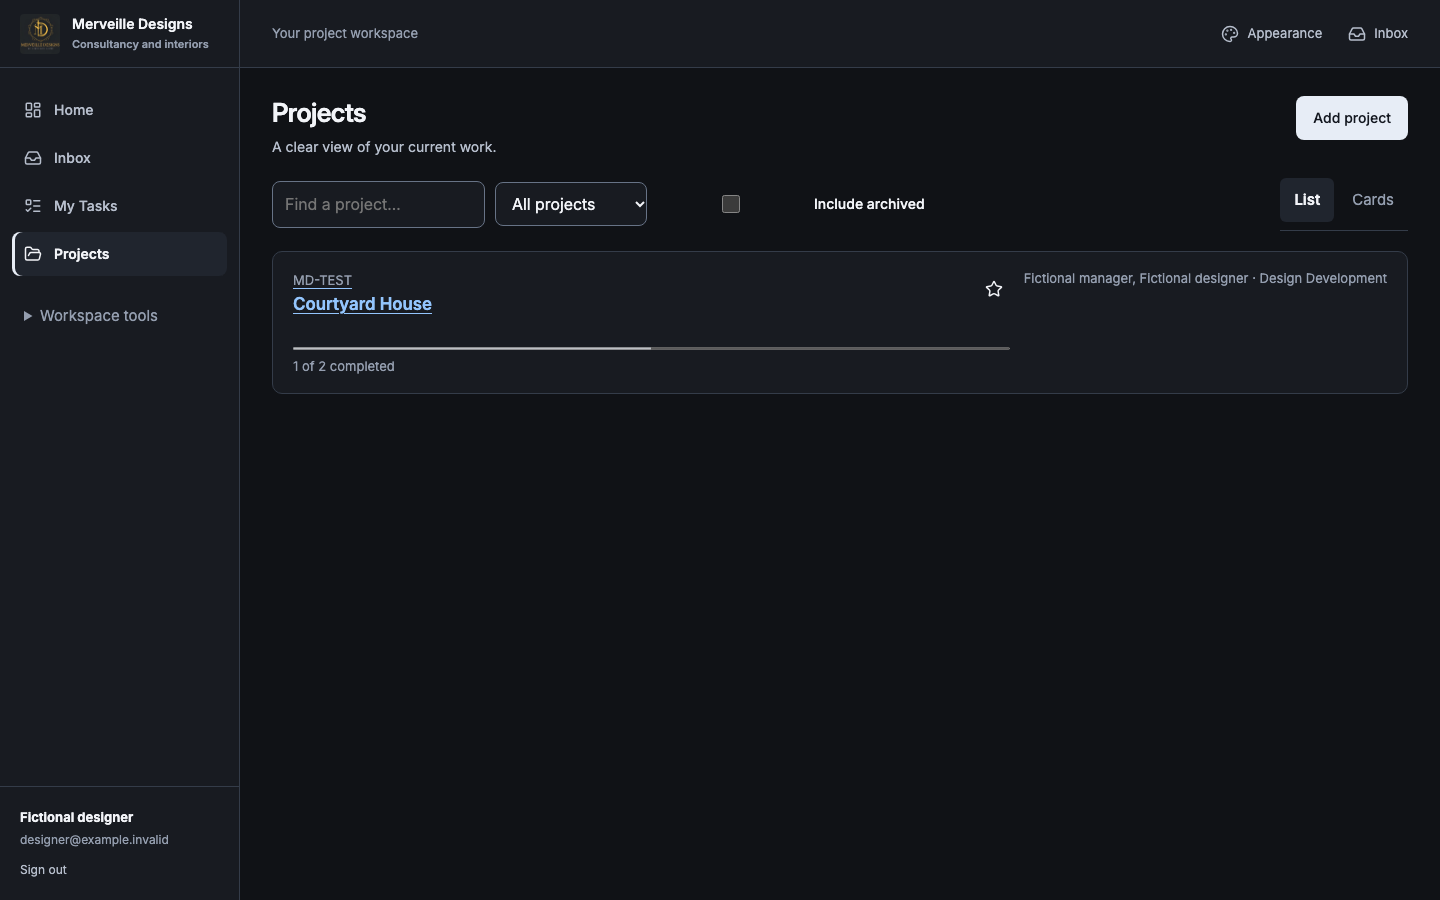 Merveille Designs
Consultancy and interiors
Your project workspace
Appearance
Inbox
Home
Inbox
My Tasks
Projects
Workspace tools
Projects
A clear view of your current work.
Add project
Find a project...
All projects
Include archived
List
Cards
MD-TEST
Courtyard House
Fictional manager, Fictional designer · Design Development
1 of 2 completed
Fictional designer
designer@example.invalid
Sign out